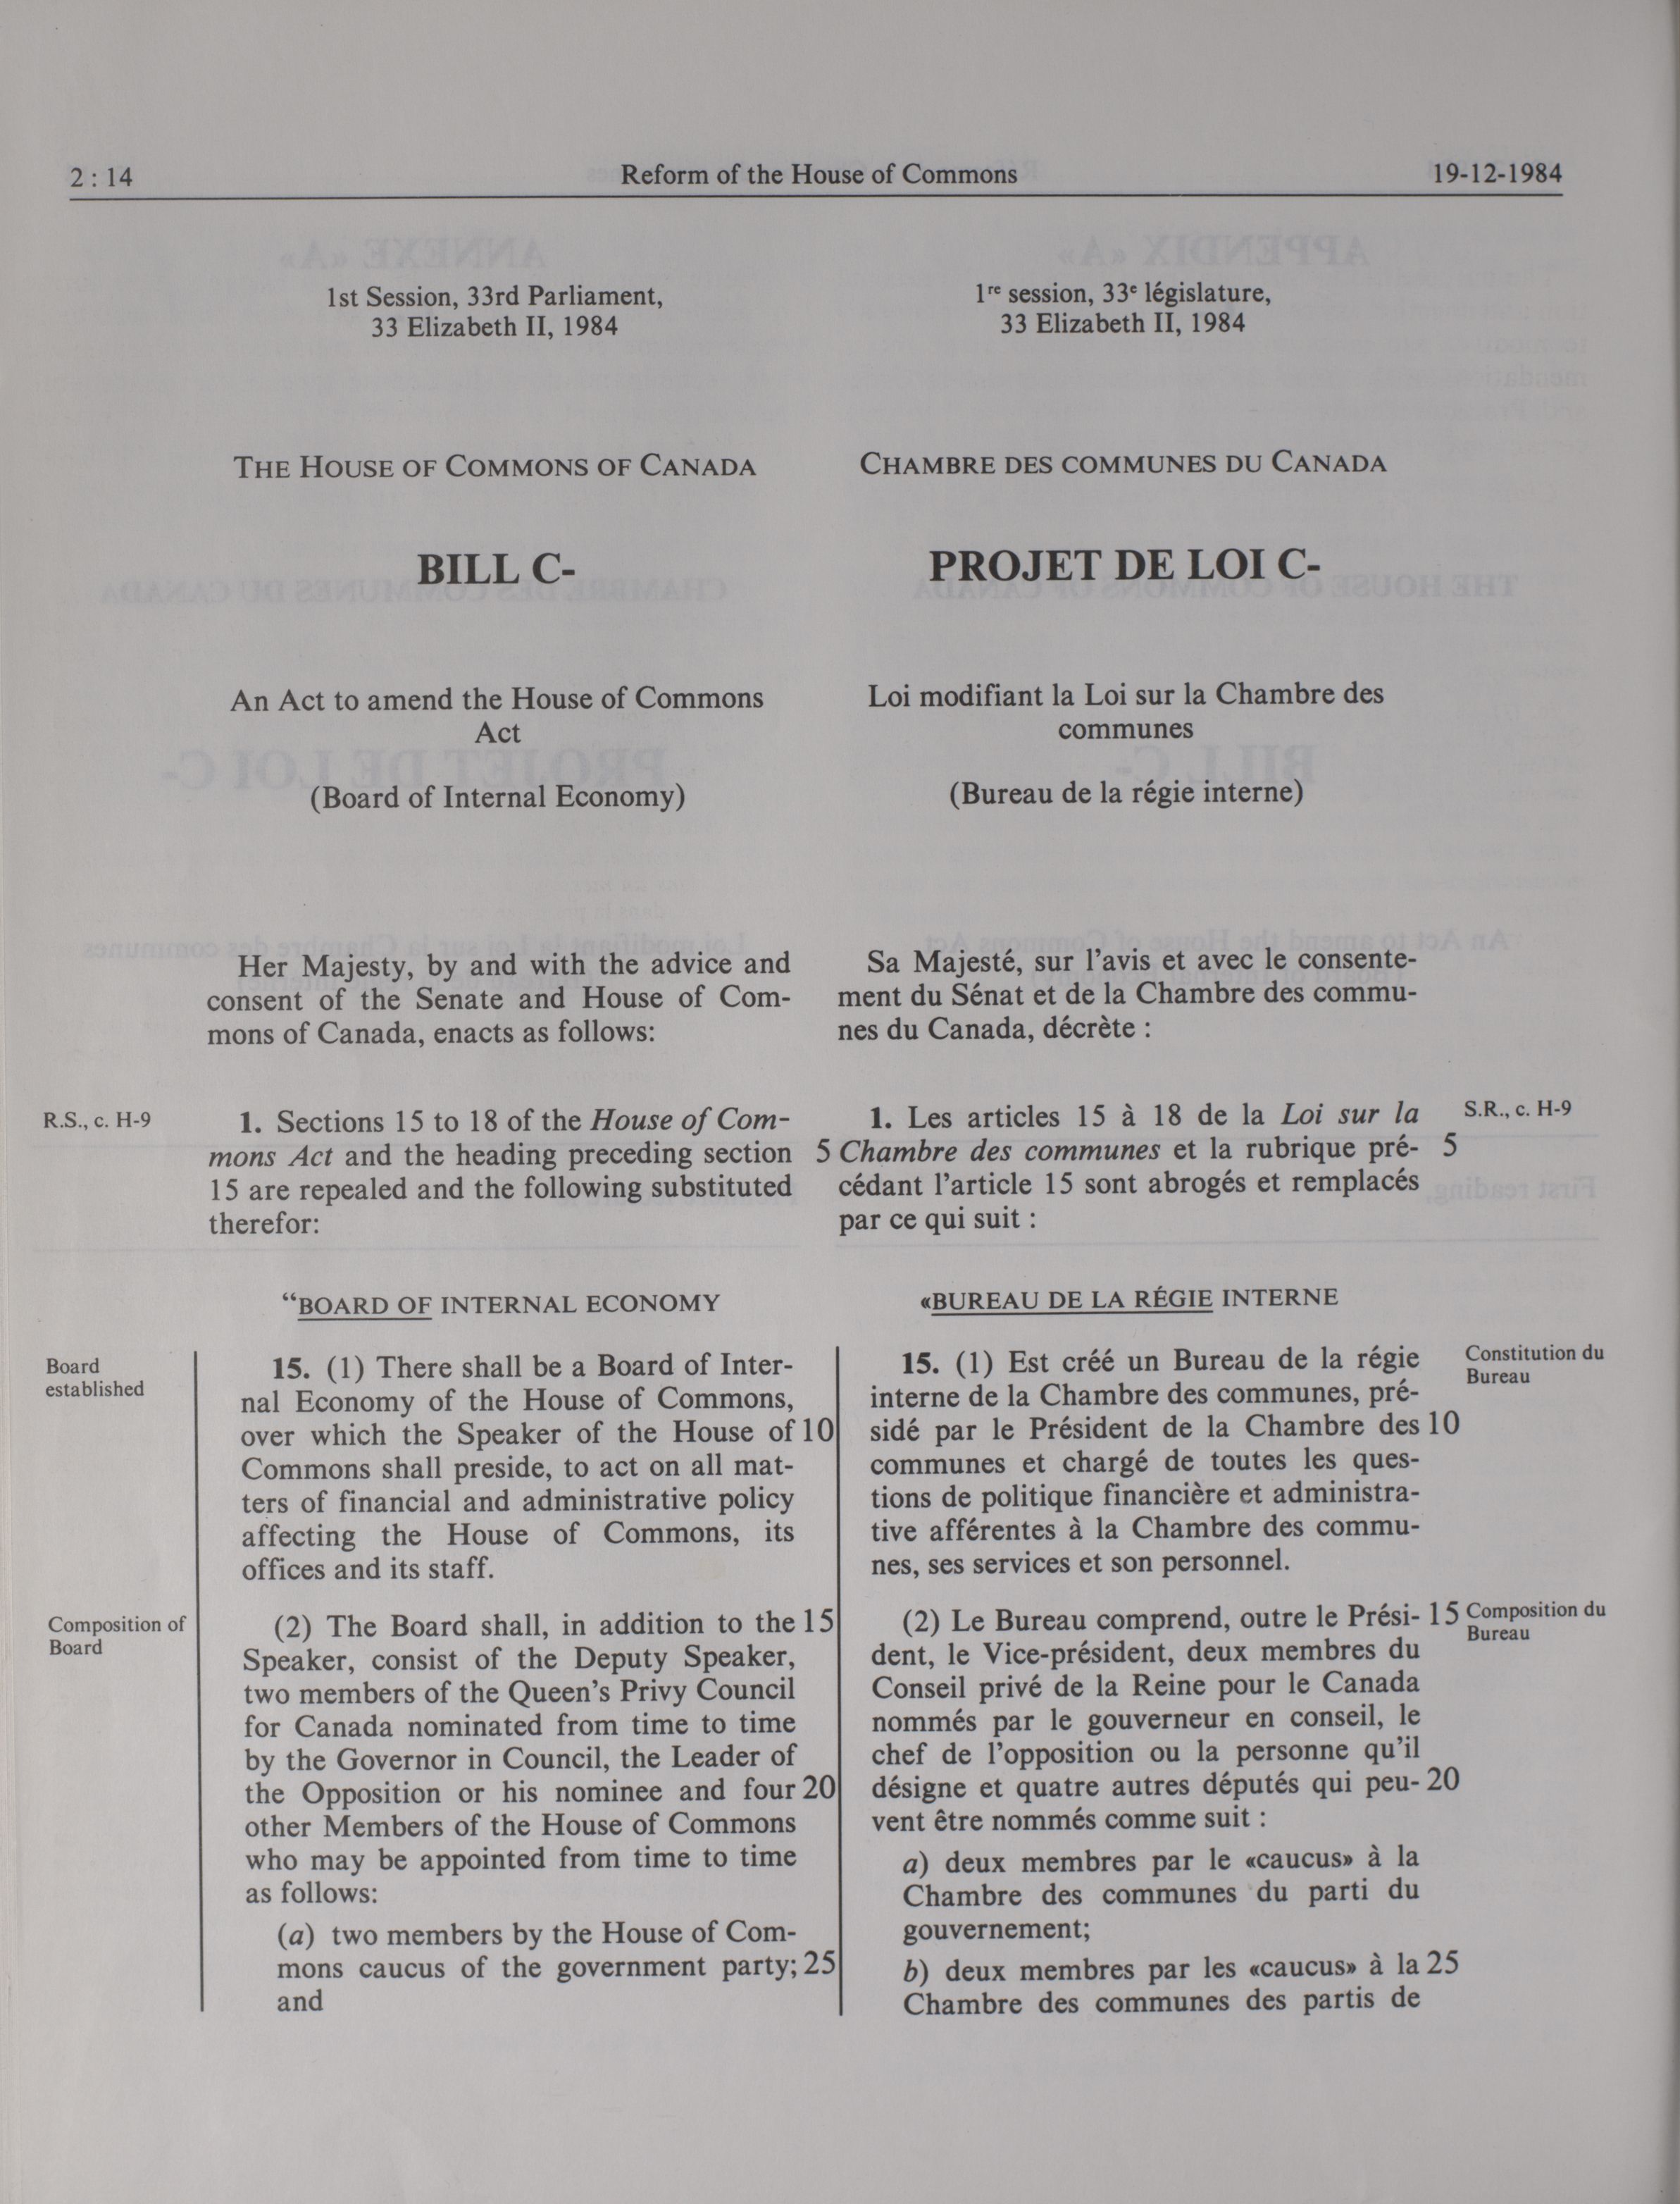 2 : 14
Reform of the House of Commons
19-12-1984
1st Session, 33rd Parliament,
33 Elizabeth II, 1984
THE HOUSE OF COMMONS OF CANADA
BILL C-
An Act to amend the House of Commons
Act
(Board of Internal Economy)
Her Majesty, by and with the advice and
consent of the Senate and House of Com-
mons of Canada, enacts as follows:
R.S., c. H-9
1. Sections 15 to 18 of the House of Com-
mons Act and the heading preceding section 5
15 are repealed and the following substituted
therefor:
“BOARD OF INTERNAL ECONOMY
Board
established
15. (1) There shall be a Board of Inter-
nal Economy of the House of Commons,
over which the Speaker of the House of 10
Commons shall preside, to act on all mat-
ters of financial and administrative policy
affecting the House of Commons, its
offices and its staff.
Composition of
Board
(2) The Board shall, in addition to the 15
Speaker, consist of the Deputy Speaker,
two members of the Queen’s Privy Council
for Canada nominated from time to time
by the Governor in Council, the Leader of
the Opposition or his nominee and four 20
other Members of the House of Commons
who may be appointed from time to time
as follows:
(a) two members by the House of Com-
mons caucus of the government party; 25
and
1re session, 33e législature,
33 Elizabeth II, 1984
CHAMBRE DES COMMUNES DU CANADA
PROJET DE LOI C-
Loi modifiant la Loi sur la Chambre des
communes
(Bureau de la régie interne)
Sa Majesté, sur l’avis et avec le consente-
ment du Sénat et de la Chambre des commu-
nes du Canada, décrète :
1. Les articles 15 à 18 de la Loi sur la
Chambre des communes et la rubrique pré- 5
cédant l’article 15 sont abrogés et remplacés
par ce qui suit :
S.R., c. H-9
«BUREAU DE LA RÉGIE INTERNE
15. (1) Est créé un Bureau de la régie
interne de la Chambre des communes, pré-
sidé par le Président de la Chambre des 10
communes et chargé de toutes les ques-
tions de politique financière et administra-
tive afférentes à la Chambre des commu-
nes, ses services et son personnel.
Constitution du
Bureau
(2) Le Bureau comprend, outre le Prési- 15
dent, le Vice-président, deux membres du
Conseil privé de la Reine pour le Canada
nommés par le gouverneur en conseil, le
chef de l’opposition ou la personne qu’il
désigne et quatre autres députés qui peu- 20
vent être nommés comme suit :
Composition du
Bureau
a) deux membres par le «caucus» à la
Chambre des communes du parti du
gouvernement;
b) deux membres par les «caucus» à la 25
Chambre des communes des partis de